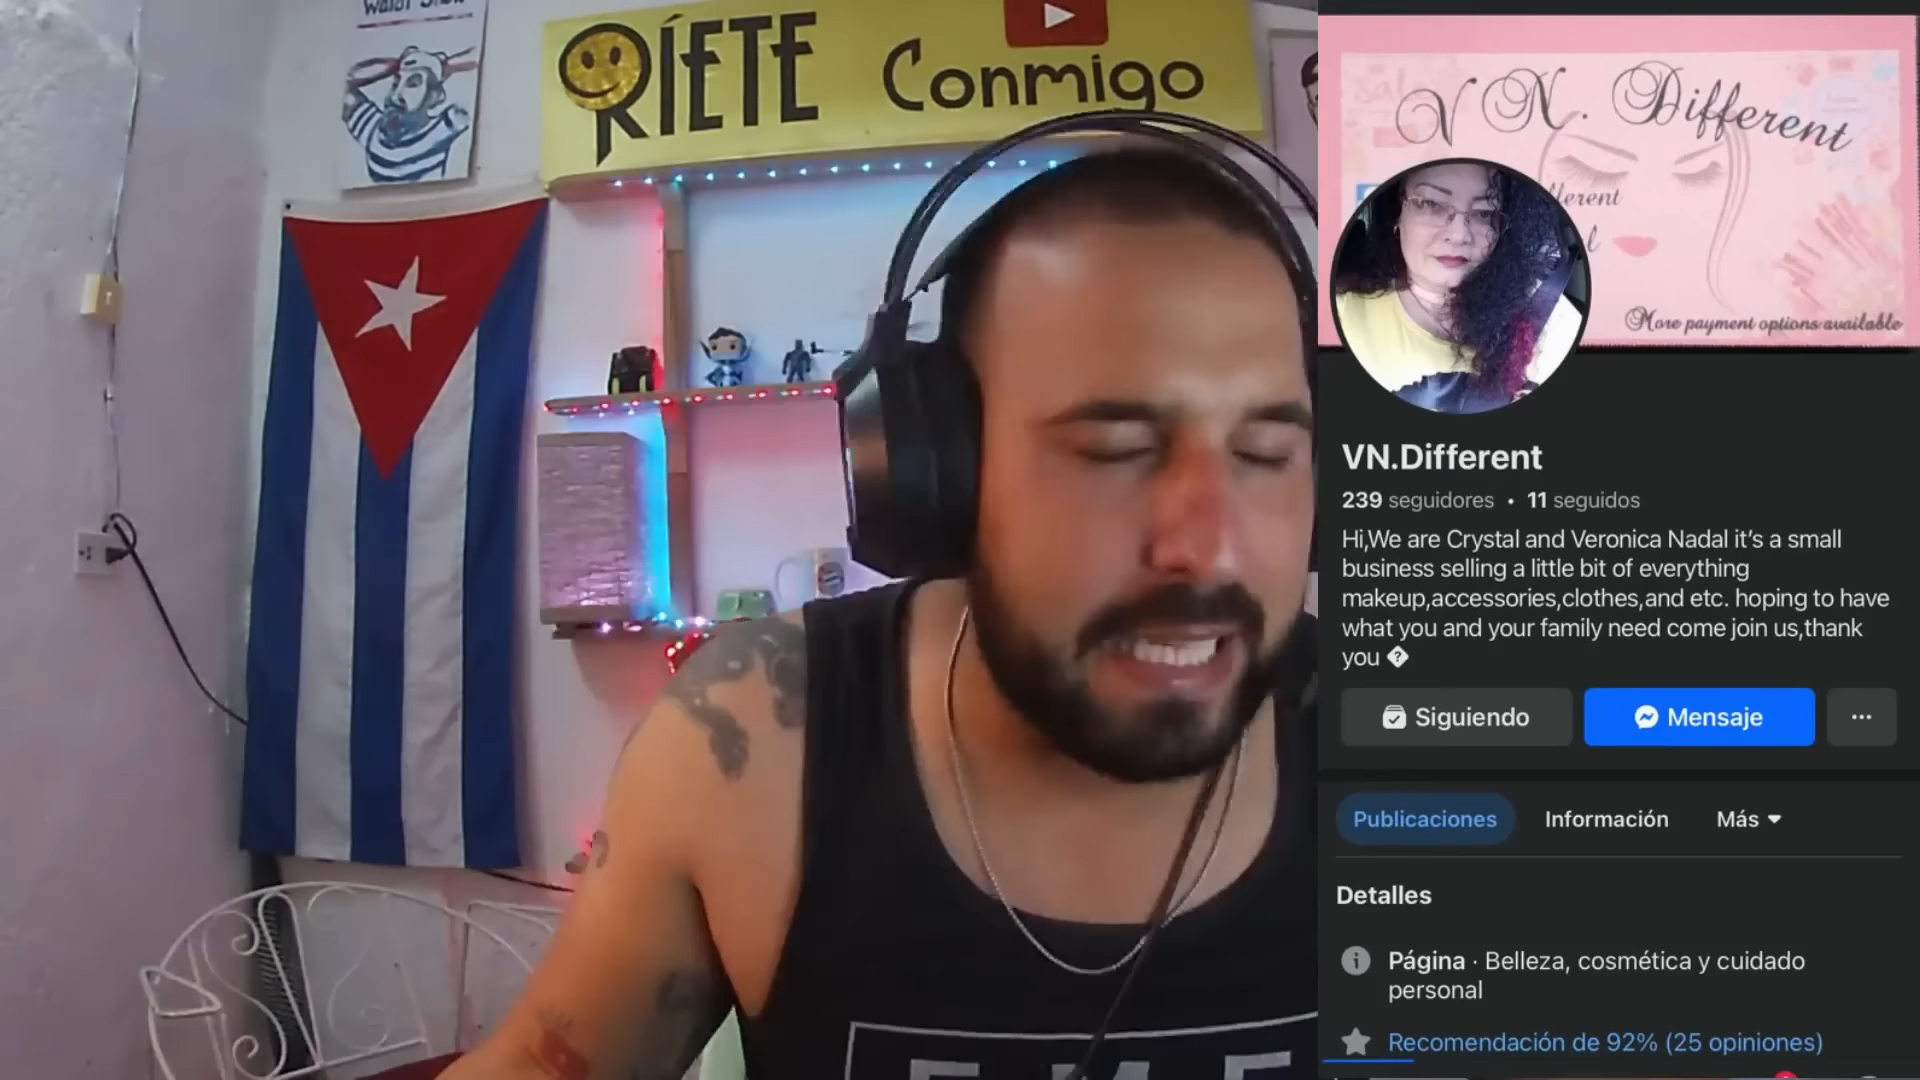 RÍETE
Conmigo
V N. Different
More payment options available
VN.Different
239 seguidores • 11 seguidos
Hi,We are Crystal and Veronica Nadal it's a small
business selling a little bit of everything
makeup,accessories,clothes,and etc. hoping to have
what you and your family need come join us,thank
you �
Siguiendo
Mensaje
Publicaciones
Información
Más
Detalles
Página · Belleza, cosmética y cuidado
personal
Recomendación de 92% (25 opiniones)